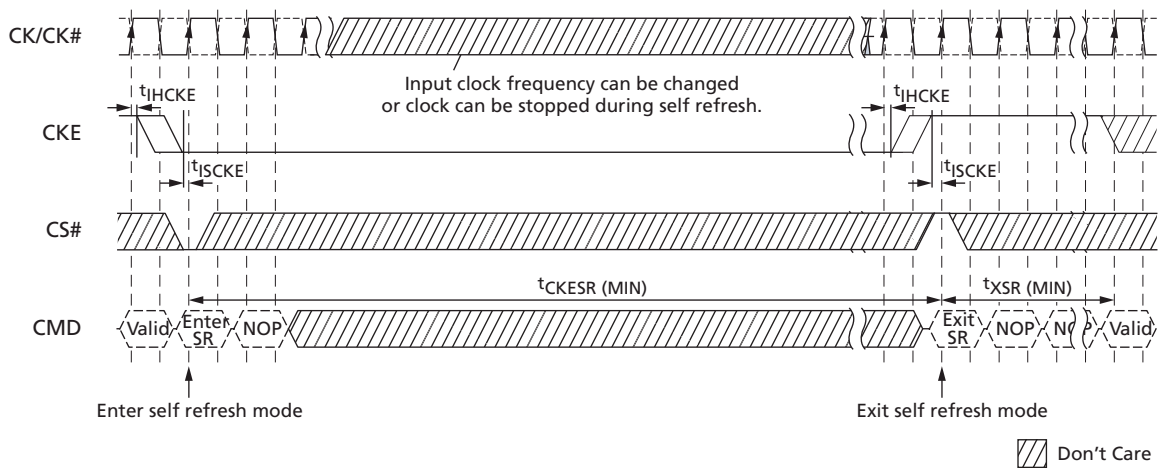 CK/CK#
Input clock frequency can be changed
or clock can be stopped during self refresh.
tIHCKE
tIHCKE
CKE
tISCKE
tISCKE
CS#
tCKESR (MIN)
tXSR (MIN)
CMD
Valid
Enter
SR
NOP
Exit
SR
NOP
NOP
Valid
Enter self refresh mode
Exit self refresh mode
Don't Care